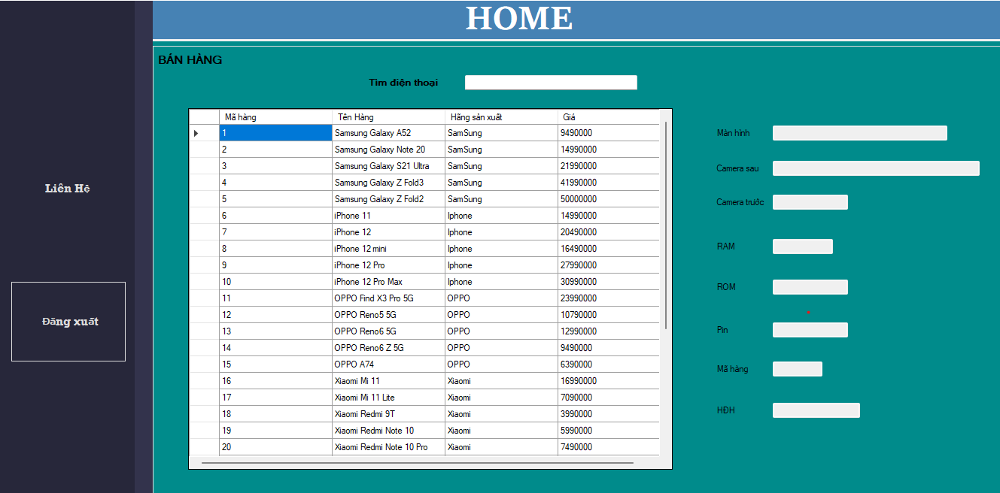 HOME
BÁN HÀNG
Tìm điện thoại
Liên Hệ
Đăng xuất
Mã hàng Tên Hàng Hãng sản xuất Giá
1 Samsung Galaxy A52 SamSung 9490000
2 Samsung Galaxy Note 20 SamSung 14990000
3 Samsung Galaxy S21 Ultra SamSung 21990000
4 Samsung Galaxy Z Fold3 SamSung 41990000
5 Samsung Galaxy Z Fold2 SamSung 50000000
6 iPhone 11 Iphone 14990000
7 iPhone 12 Iphone 20490000
8 iPhone 12 mini Iphone 16490000
9 iPhone 12 Pro Iphone 27990000
10 iPhone 12 Pro Max Iphone 30990000
11 OPPO Find X3 Pro 5G OPPO 23990000
12 OPPO Reno5 5G OPPO 10790000
13 OPPO Reno6 5G OPPO 12990000
14 OPPO Reno6 Z 5G OPPO 9490000
15 OPPO A74 OPPO 6390000
16 Xiaomi Mi 11 Xiaomi 16990000
17 Xiaomi Mi 11 Lite Xiaomi 7090000
18 Xiaomi Redmi 9T Xiaomi 3990000
19 Xiaomi Redmi Note 10 Xiaomi 5990000
20 Xiaomi Redmi Note 10 Pro Xiaomi 7490000
Màn hình
Camera sau
Camera trước
RAM
ROM
Pin
Mã hàng
HĐH